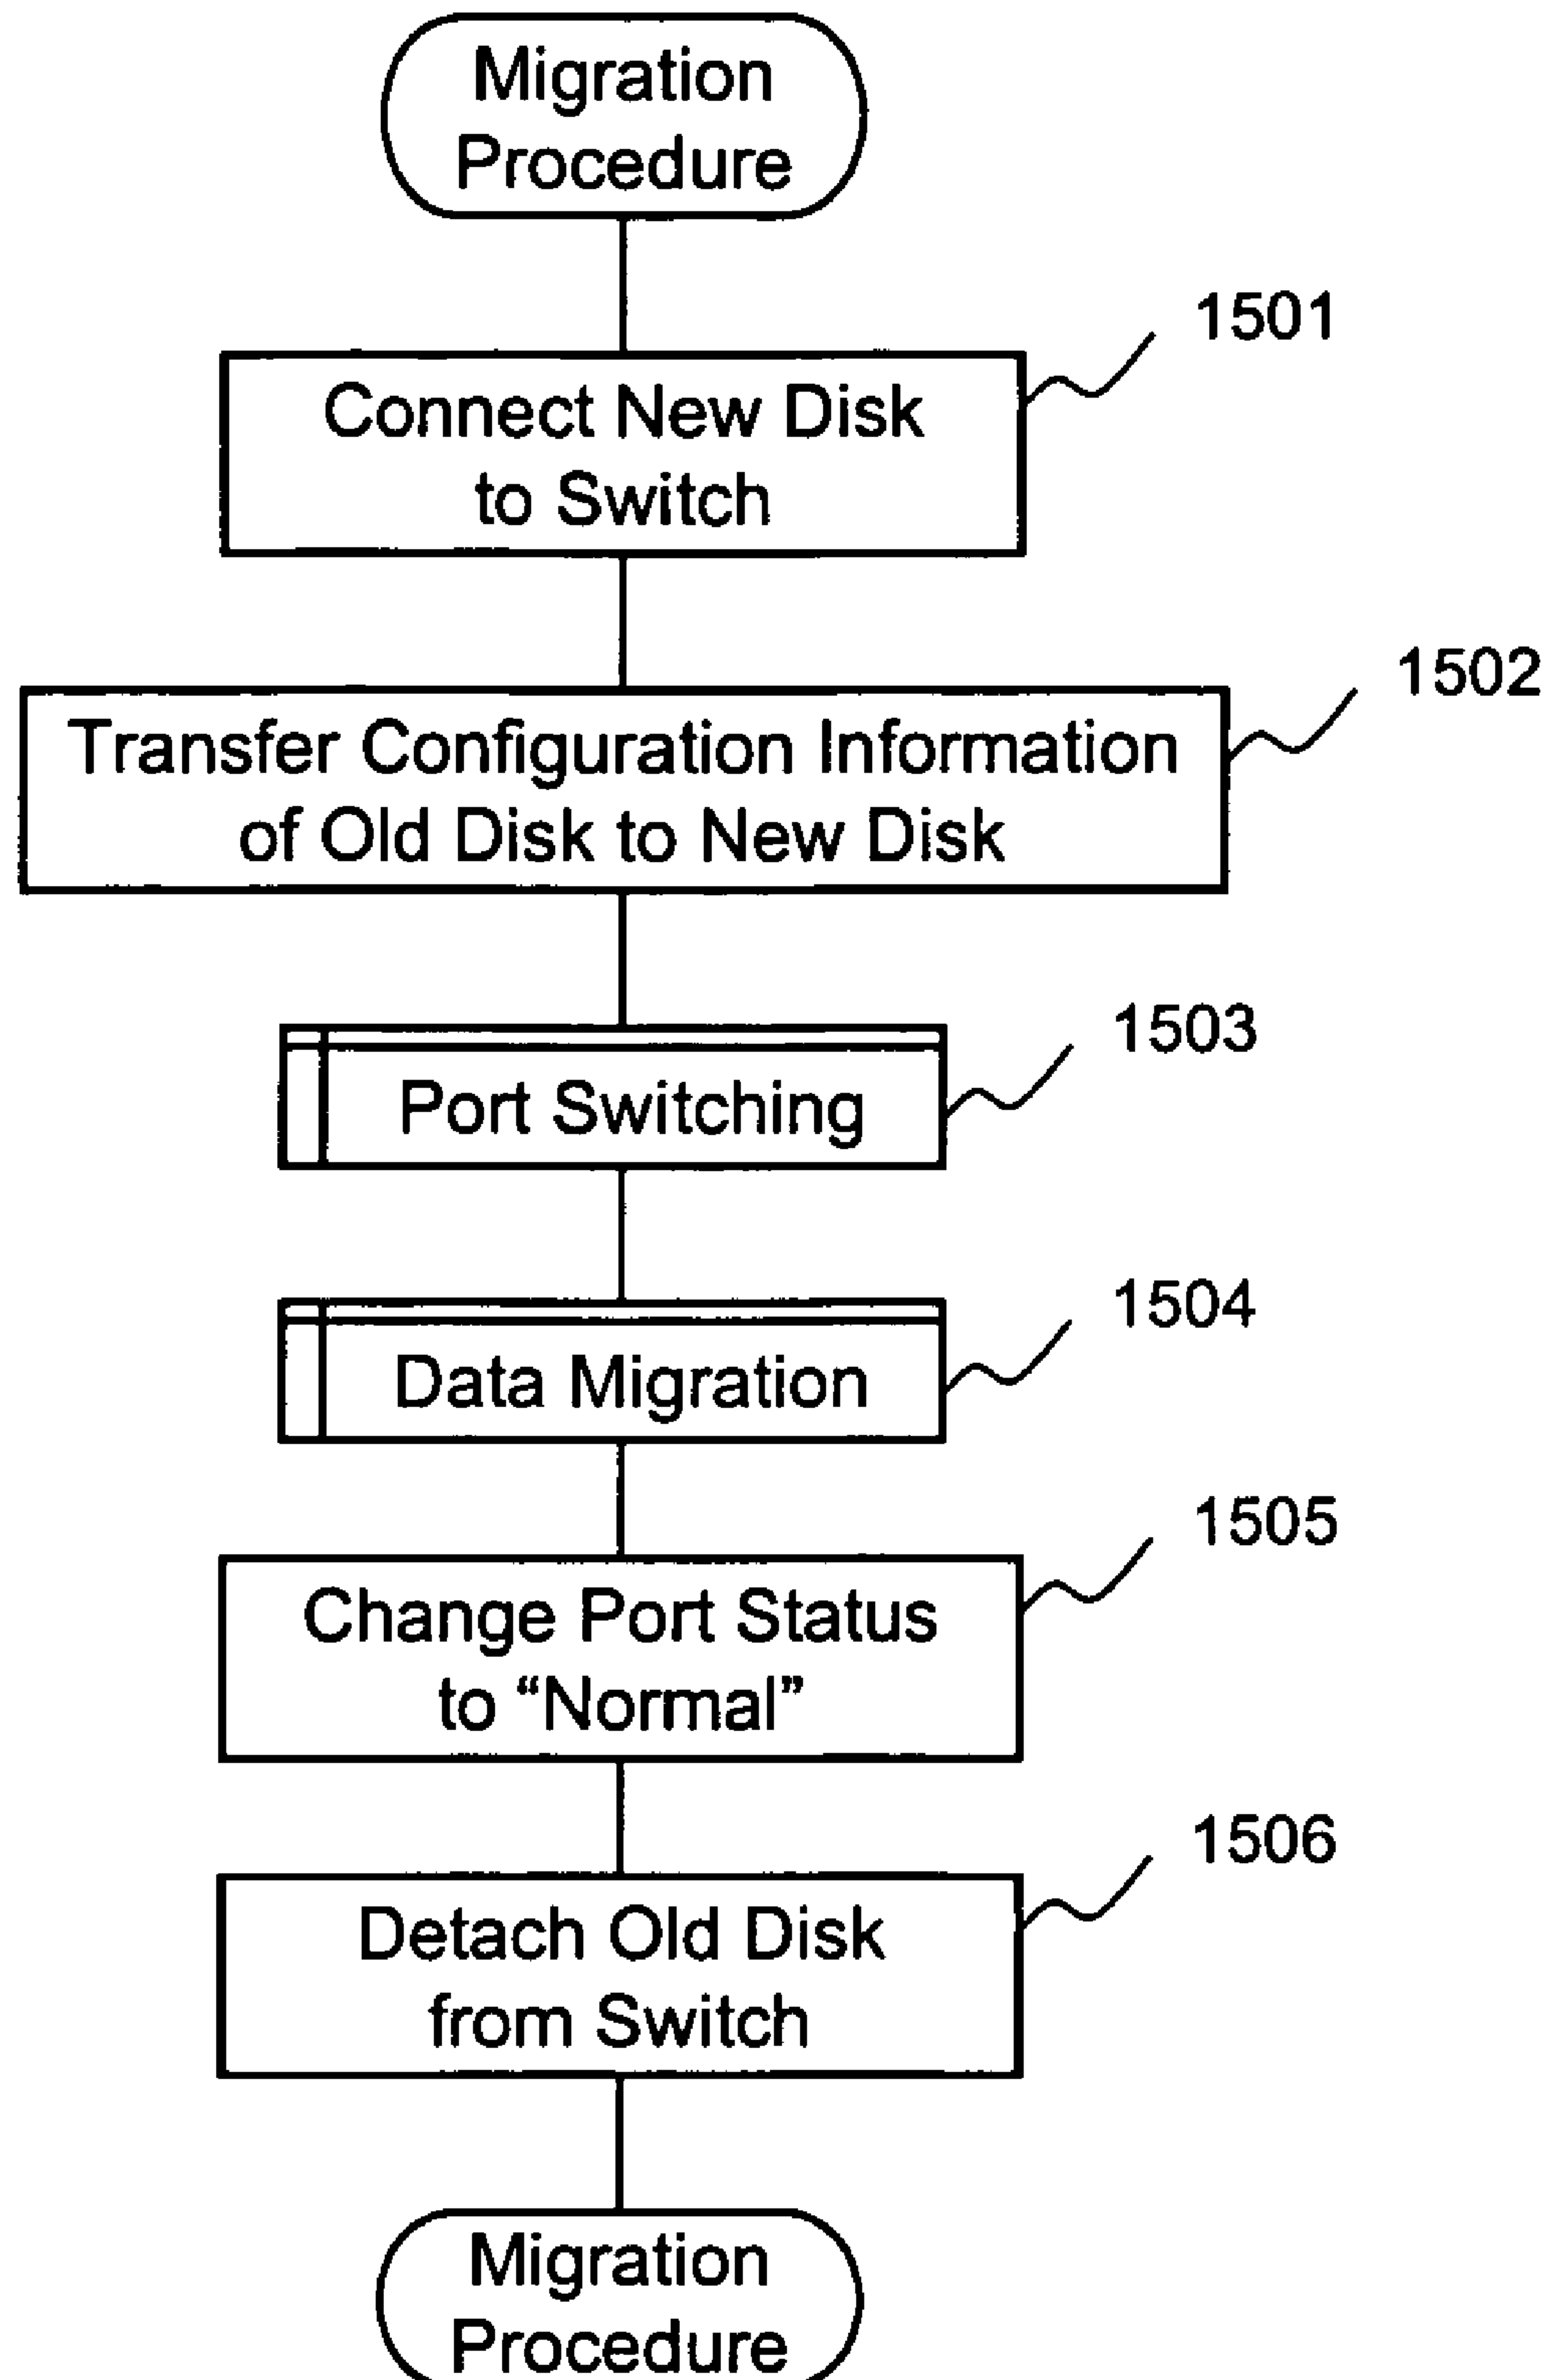 Migration
Procedure
1501
Connect New Disk
to Switch
1502
Transfer Configuration Information
of Old Disk to New Disk
1503
Port Switching
1504
Data Migration
1505
Change Port Status
to “Normal”
1506
Detach Old Disk
from Switch
Migration
Procedure